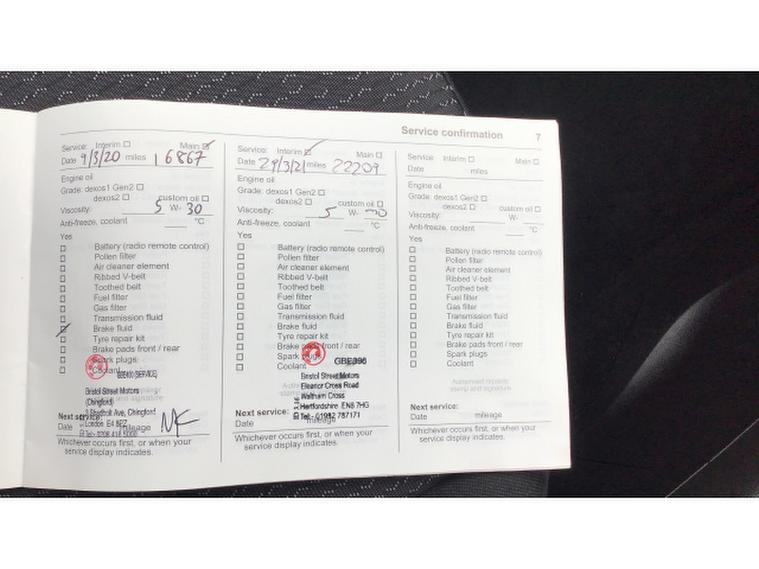 Service confirmation 7
Service: Interim Main
Date 9/3/20 miles 16867
Engine oil
Grade: dexos1 Gen2
dexos2 custom oil
Viscosity: 5 W- 30
Anti-freeze, coolant °C
Yes
Battery (radio remote control)
Pollen filter
Air cleaner element
Ribbed V-belt
Toothed belt
Fuel filter
Gas filter
Transmission fluid
Brake fluid
Tyre repair kit
Brake pads front / rear
Spark plugs
Coolant
(SERVICE)
Bristol Street Motors
(Chingford)
Ave, Chingford
London E4
Next service:
Date mileage
Whichever occurs first, or when your
service display indicates.
Service: Interim Main
Date 29/3/21 miles 22209
Engine oil
Grade: dexos1 Gen2
dexos2 custom oil
Viscosity: 5 W- 30
Anti-freeze, coolant °C
Yes
Battery (radio remote control)
Pollen filter
Air cleaner element
Ribbed V-belt
Toothed belt
Fuel filter
Gas filter
Transmission fluid
Brake fluid
Tyre repair kit
Brake pads front / rear
Spark plugs
Coolant
Bristol Street Motors
Eleanor Cross Road
Waltham Cross
Hertfordshire EN8 7HG
Tel:- 01992 787171
Next service:
Date
Whichever occurs first, or when your
service display indicates.
Service: Interim Main
Date miles
Engine oil
Grade: dexos1 Gen2
dexos2 custom oil
Viscosity: W-
Anti-freeze, coolant °C
Yes
Battery (radio remote control)
Pollen filter
Air cleaner element
Ribbed V-belt
Toothed belt
Fuel filter
Gas filter
Transmission fluid
Brake fluid
Tyre repair kit
Brake pads front / rear
Spark plugs
Coolant
Authorised repairer
stamp and signature
Next service:
Date mileage
Whichever occurs first, or when your
service display indicates.